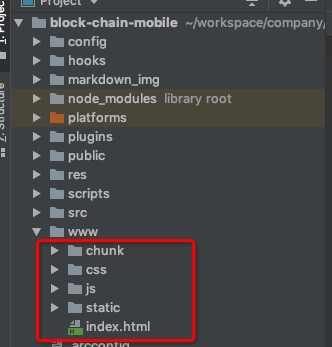 Project
1: Project
block-chain-mobile ~/workspace/company/
config
hooks
markdown_img
node_modules library root
platforms
plugins
public
res
scripts
src
www
chunk
css
js
static
index.html
.arcconfig
7: Structure